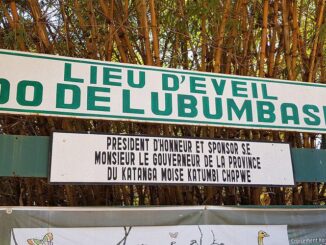 LIEU D'EVEIL
OO DE LUBUMBASH
PRESIDENT D'HONNEUR ET SPONSOR SE
MONSIEUR LE GOUVERNEUR DE LA PROVINCE
DU KATANGA MOISE KATUMBI CHAPWE